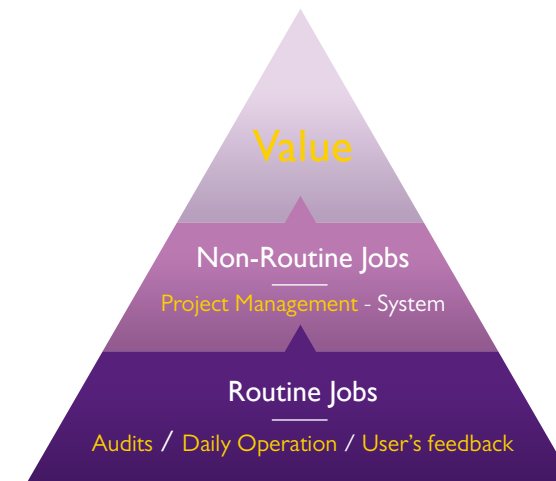 Value
Non-Routine Jobs
Project Management - System
Routine Jobs
Audits / Daily Operation / User’s feedback